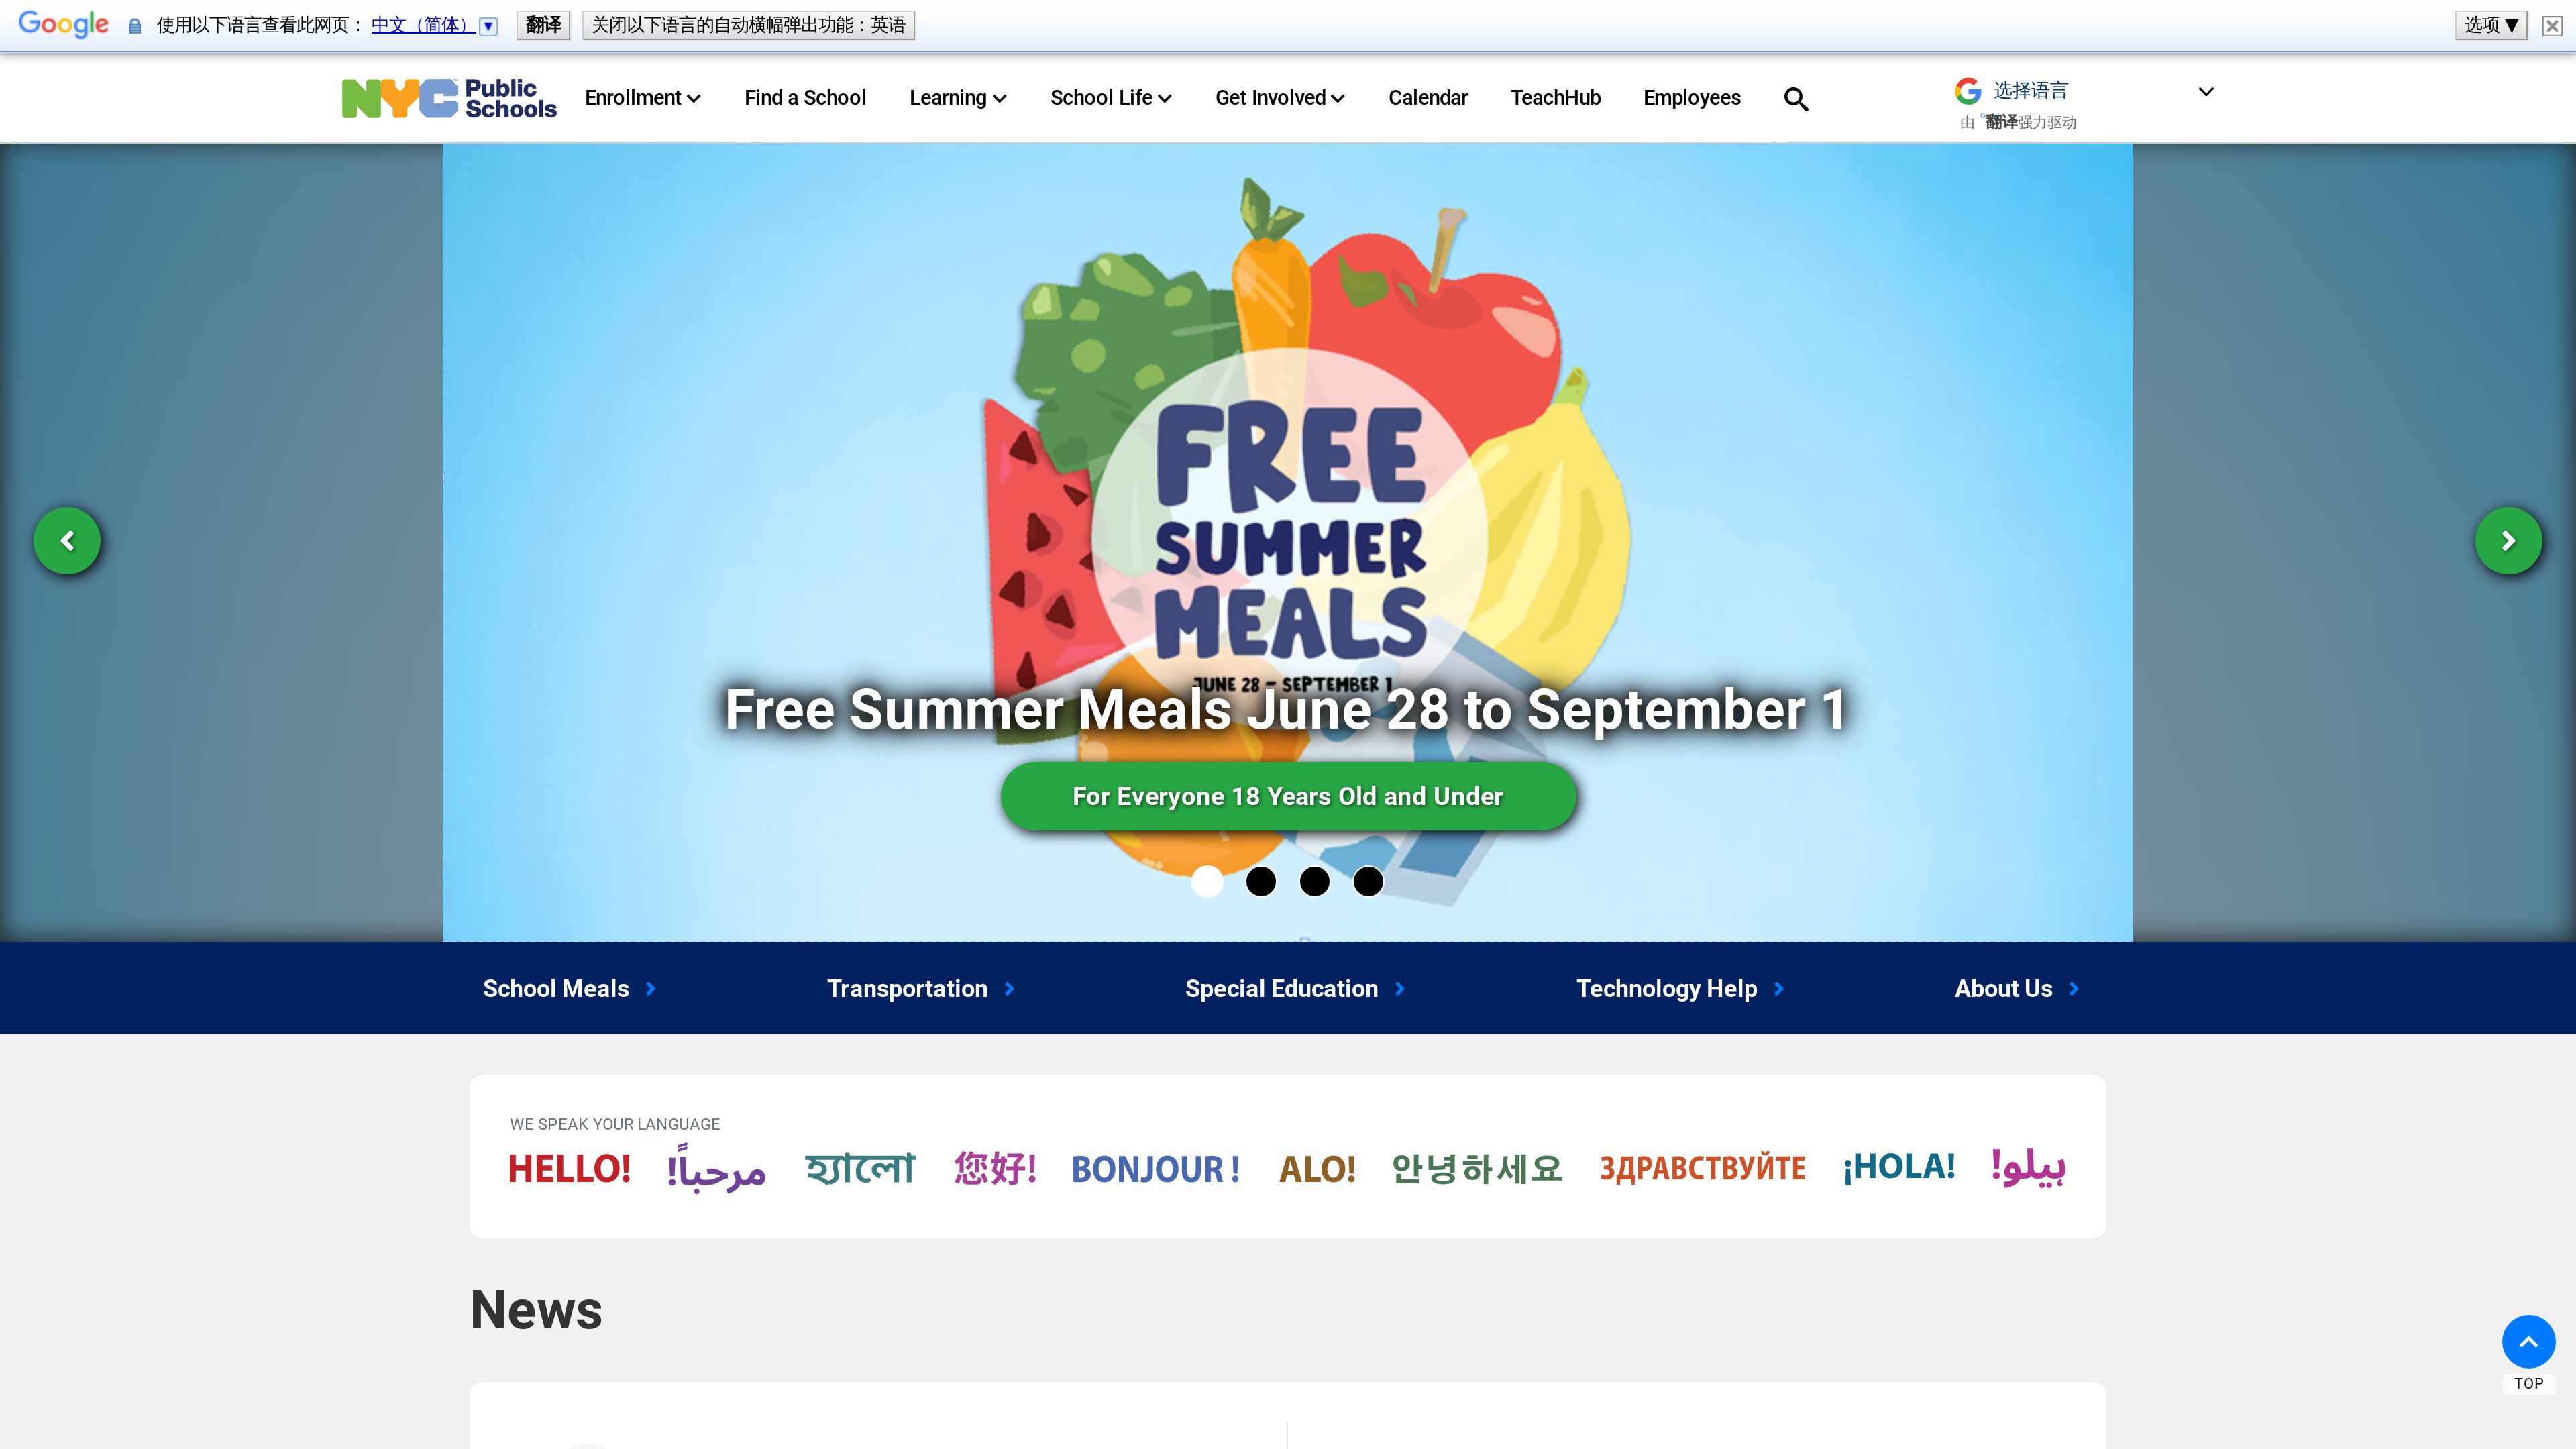 Google 使用以下语言查看此网页： 中文（简体） 翻译 关闭以下语言的自动横幅弹出功能：英语 选项 ▼
NYC Public Schools
Enrollment Find a School Learning School Life Get Involved Calendar TeachHub Employees
选择语言
由 翻译强力驱动
FREE
SUMMER
MEALS
JUNE 28 - SEPTEMBER 1
Free Summer Meals June 28 to September 1
For Everyone 18 Years Old and Under
School Meals Transportation Special Education Technology Help About Us
WE SPEAK YOUR LANGUAGE
HELLO! مرحباً! হ্যালো 您好! BONJOUR ! ALO! 안녕하세요 ЗДРАВСТВУЙТЕ ¡HOLA! ہیلو!
News
TOP